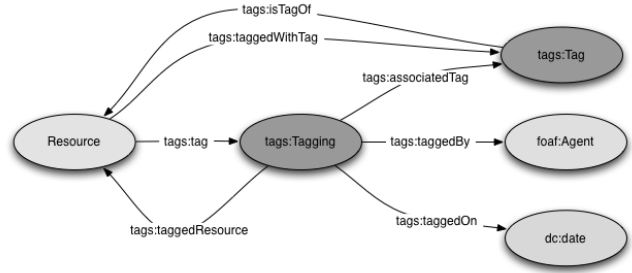 tags:isTagOf
tags:taggedWithTag
tags:Tag
tags:associatedTag
Resource
tags:tag
tags:Tagging
tags:taggedBy
foaf:Agent
tags:taggedResource
tags:taggedOn
dc:date